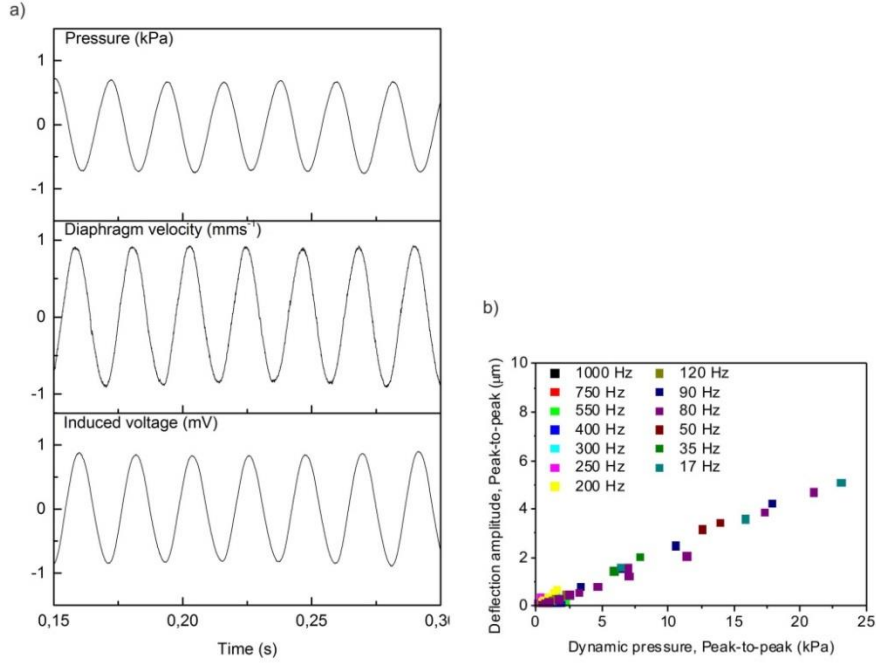 a)
Pressure (kPa)
1
0
-1
Diaphragm velocity (mms⁻¹)
1
0
-1
Induced voltage (mV)
1
0
-1
0,15 0,20 0,25 0,30
Time (s)
b)
Deflection amplitude, Peak-to-peak (μm)
10
8
6
4
2
0
1000 Hz 120 Hz
750 Hz 90 Hz
550 Hz 80 Hz
400 Hz 50 Hz
300 Hz 35 Hz
250 Hz 17 Hz
200 Hz
0 5 10 15 20 25
Dynamic pressure, Peak-to-peak (kPa)